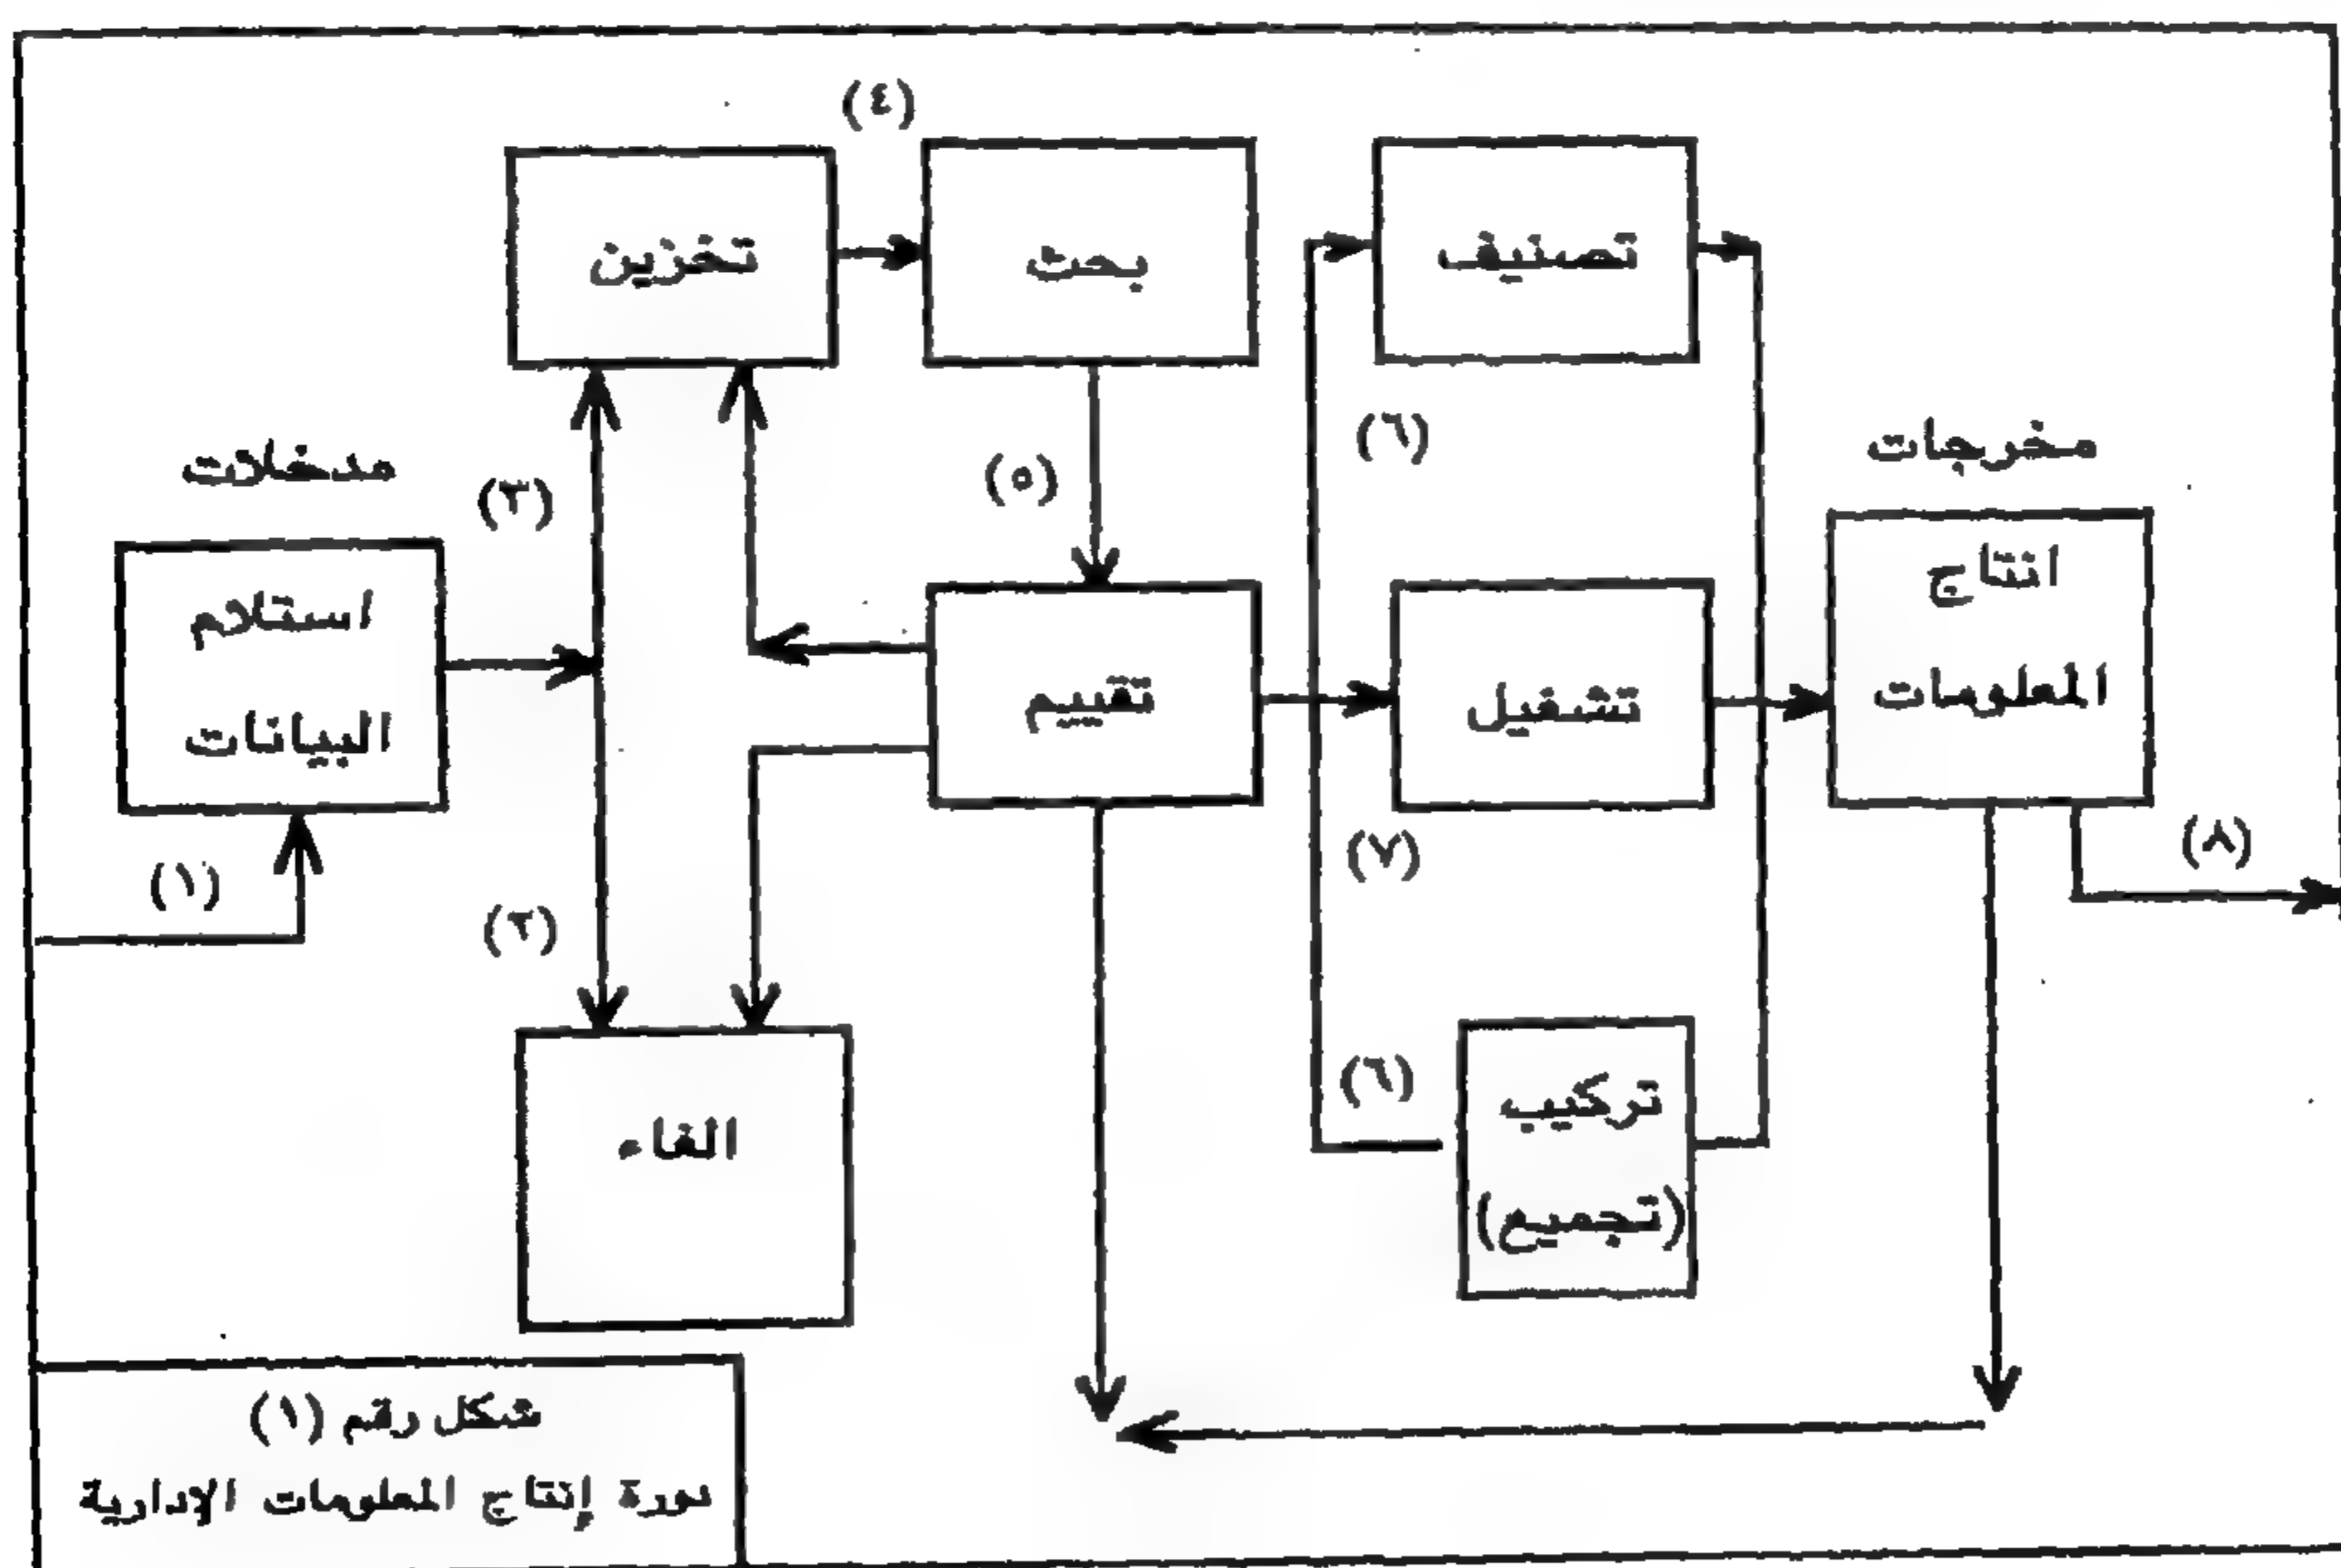 (٤)
تخزين
بحث
تصنيف
(٣)
(٥)
(٦)
مدخلات
مخرجات
استلام
البيانات
تقييم
تشغيل
انتاج
المعلومات
(١)
(٢)
(٧)
(٨)
الغاء
(٦)
تركيب
(تجميع)
شكل رقم (١)
دورة إنتاج المعلومات الإدارية